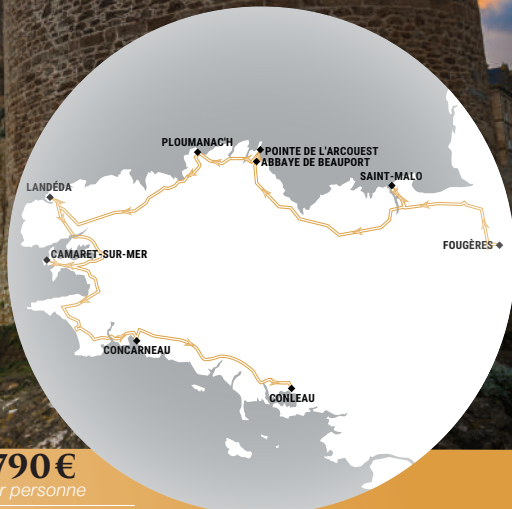 PLOUMANAC'H
POINTE DE L'ARCOUEST
ABBAYE DE BEAUPORT
SAINT-MALO
LANDÉDA
FOUGÈRES
CAMARET-SUR-MER
CONCARNEAU
CONLEAU
790 €
r personne